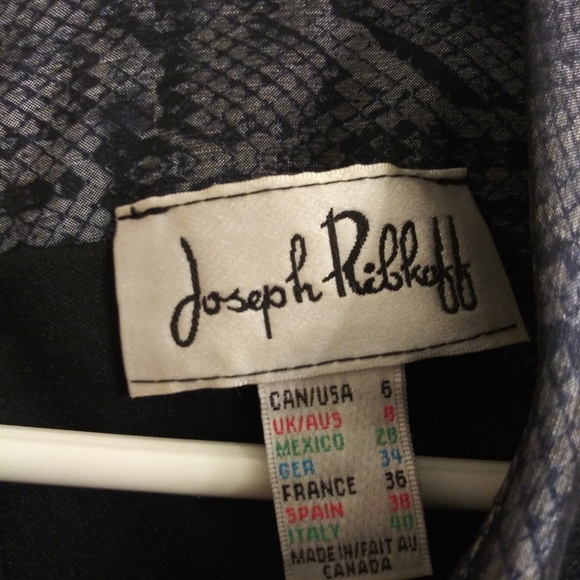 Joseph Ribkoff
CAN/USA 6
UK/AUS 8
MEXICO 28
GER 34
FRANCE 36
SPAIN 38
ITALY 40
MADE IN/FAIT AU
CANADA